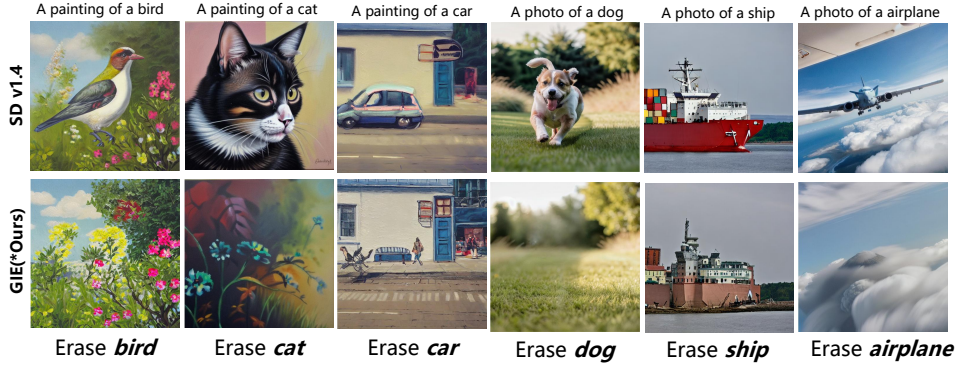 A painting of a bird
A painting of a cat
A painting of a car
A photo of a dog
A photo of a ship
A photo of a airplane
SD v1.4
GIE(*Ours)
Erase bird
Erase cat
Erase car
Erase dog
Erase ship
Erase airplane